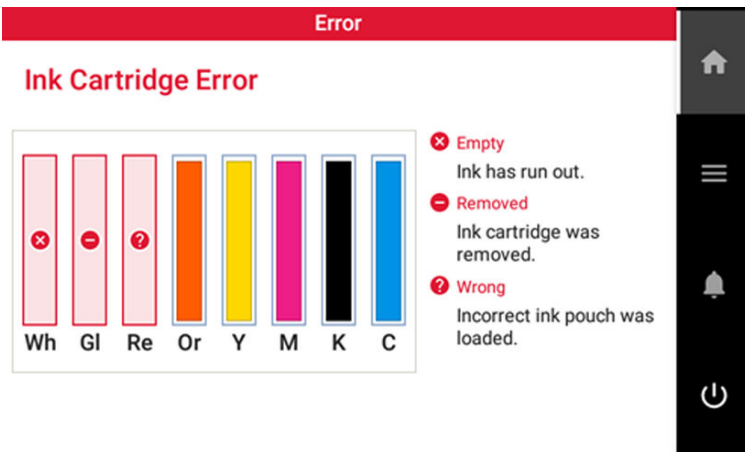 Error
Ink Cartridge Error
Wh Gl Re Or Y M K C
Empty
Ink has run out.
Removed
Ink cartridge was
removed.
Wrong
Incorrect ink pouch was
loaded.